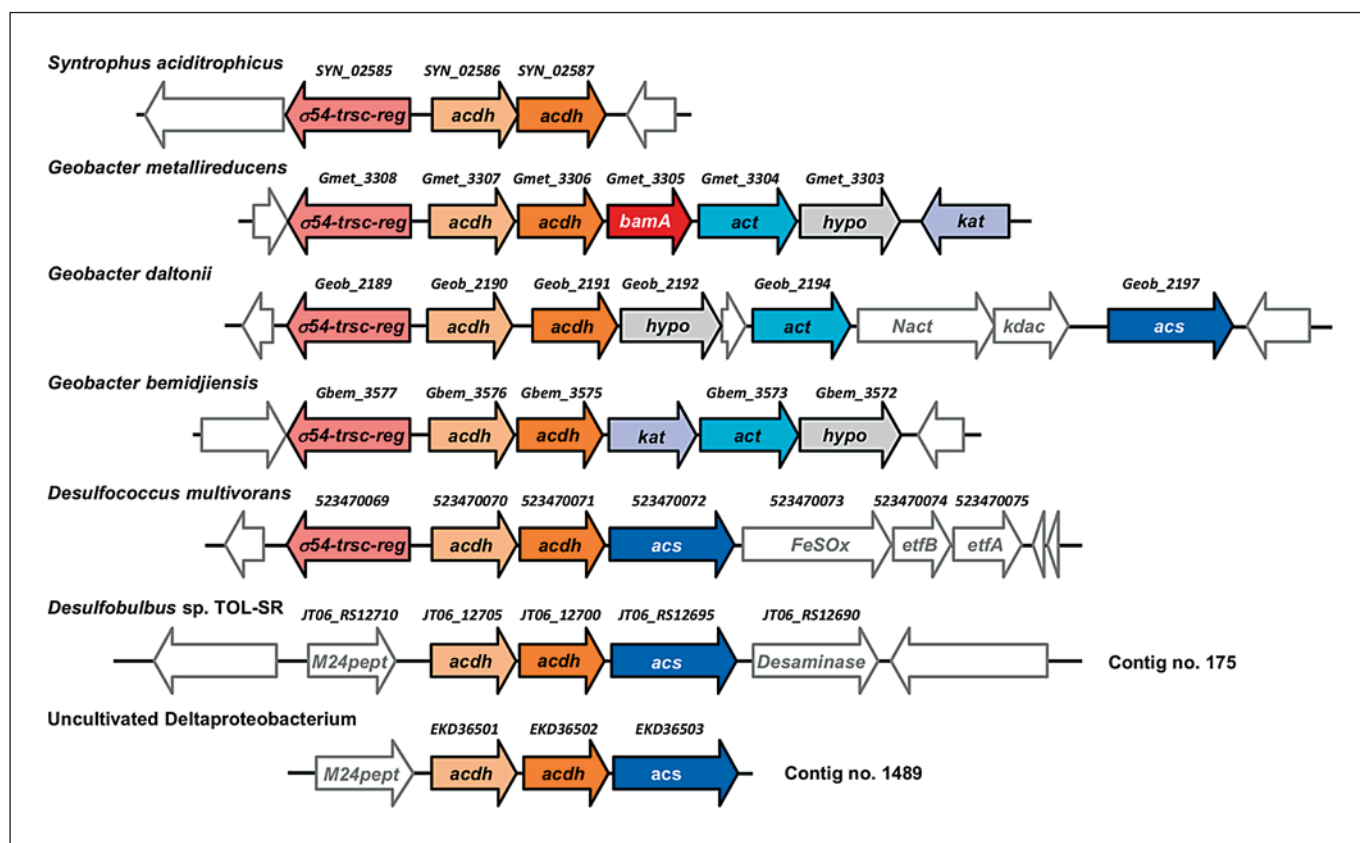 Syntrophus aciditrophicus
SYN_02585 SYN_02586 SYN_02587
σ54-trsc-reg acdh acdh
Geobacter metallireducens
Gmet_3308 Gmet_3307 Gmet_3306 Gmet_3305 Gmet_3304 Gmet_3303
σ54-trsc-reg acdh acdh bamA act hypo kat
Geobacter daltonii
Geob_2189 Geob_2190 Geob_2191 Geob_2192 Geob_2194 Geob_2197
σ54-trsc-reg acdh acdh hypo act Nact kdac acs
Geobacter bemidjiensis
Gbem_3577 Gbem_3576 Gbem_3575 Gbem_3573 Gbem_3572
σ54-trsc-reg acdh acdh kat act hypo
Desulfococcus multivorans
523470069 523470070 523470071 523470072 523470073 523470074 523470075
σ54-trsc-reg acdh acdh acs FeSOx etfB etfA
Desulfobulbus sp. TOL-SR
JT06_RS12710 JT06_12705 JT06_12700 JT06_RS12695 JT06_RS12690
M24pept acdh acdh acs Desaminase Contig no. 175
Uncultivated Deltaproteobacterium
EKD36501 EKD36502 EKD36503
M24pept acdh acdh acs Contig no. 1489